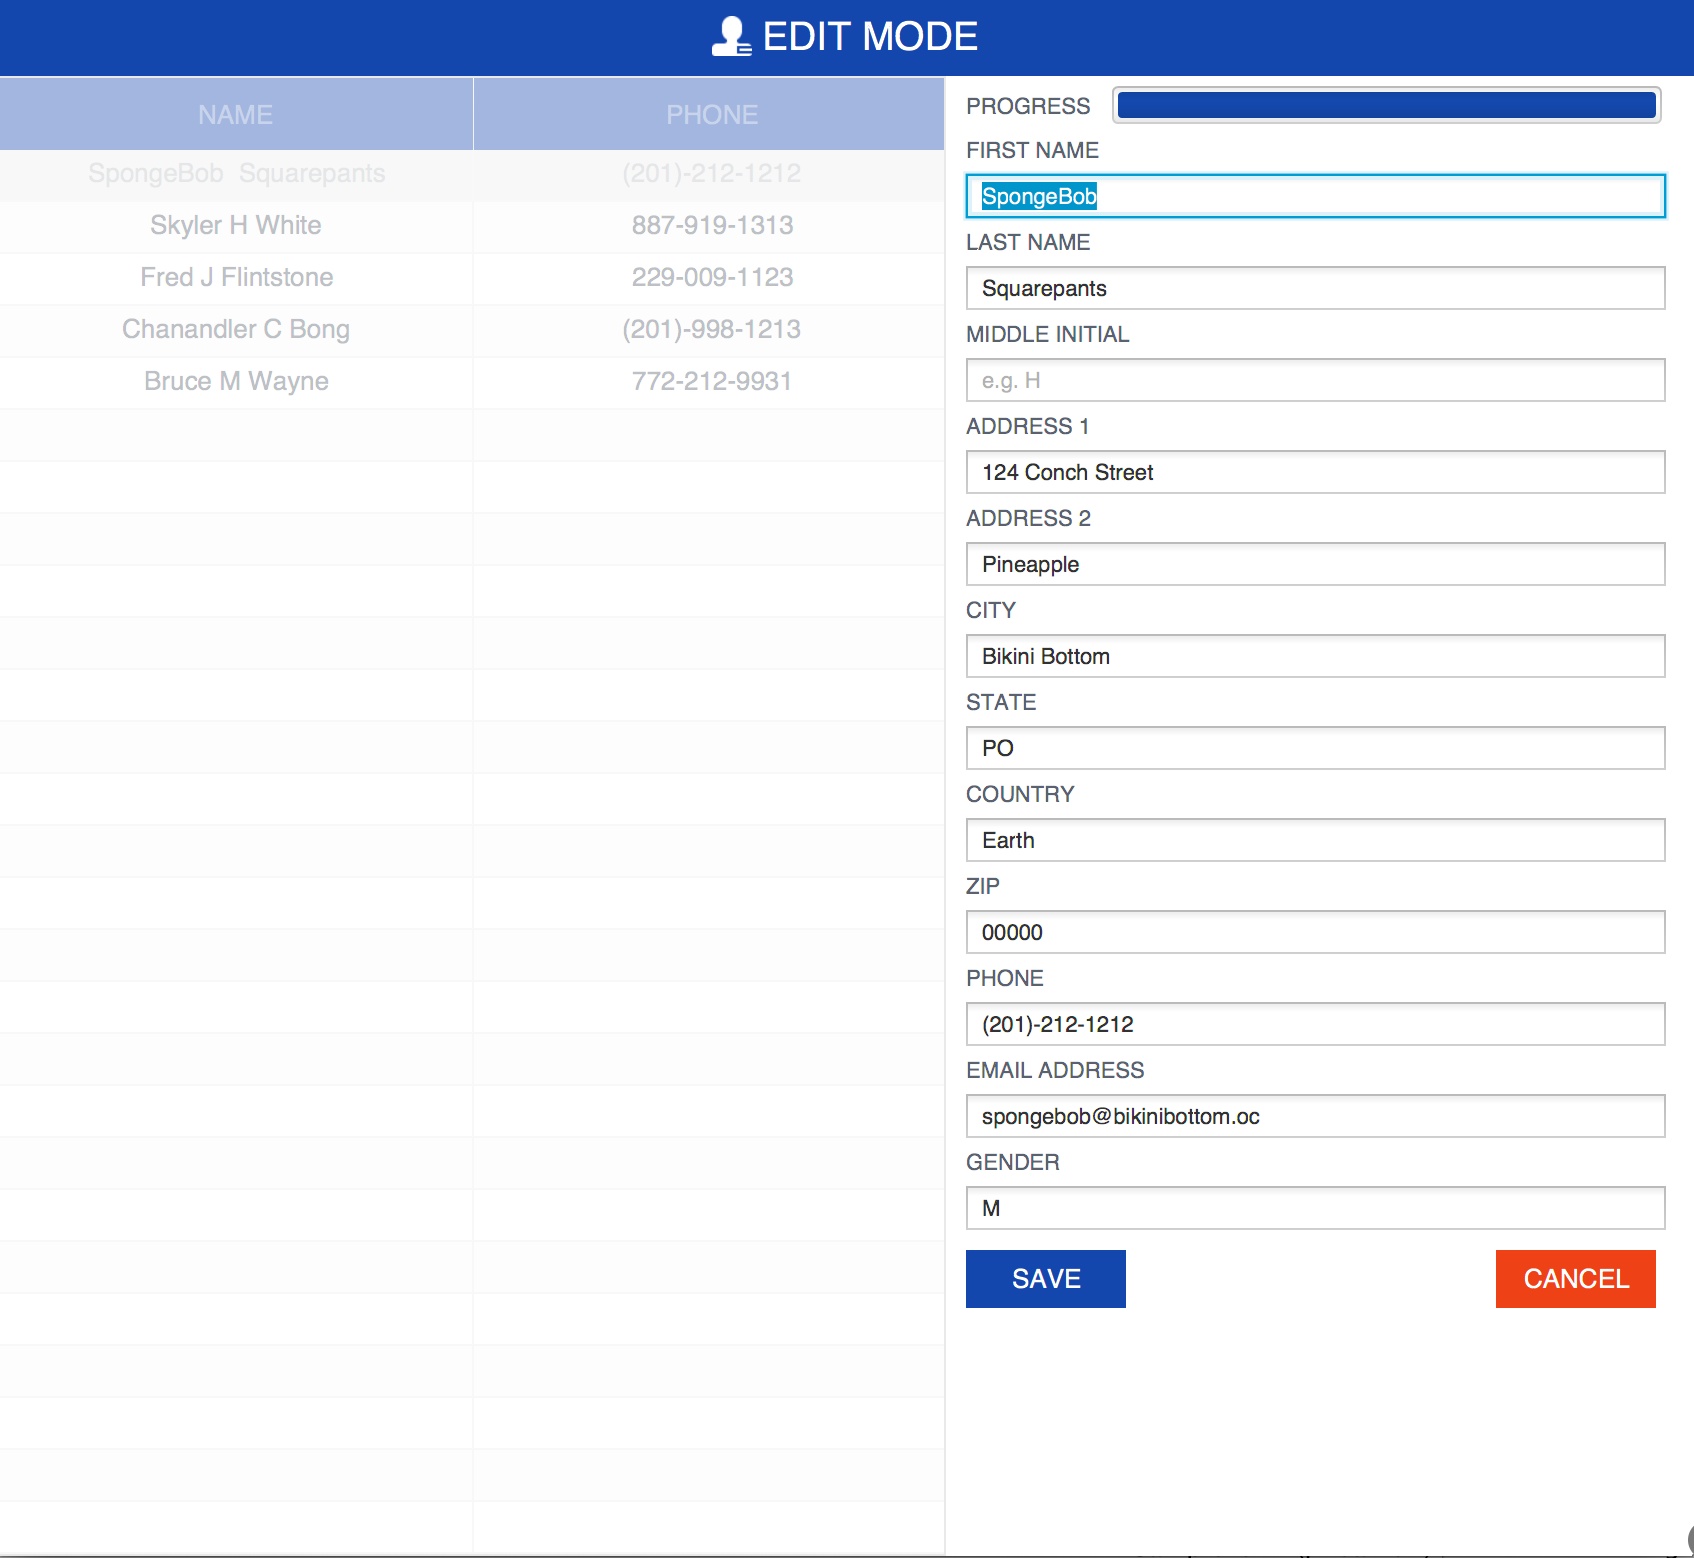 EDIT MODE
NAME PHONE
SpongeBob  Squarepants (201)-212-1212
Skyler H White 887-919-1313
Fred J Flintstone 229-009-1123
Chanandler C Bong (201)-998-1213
Bruce M Wayne 772-212-9931
PROGRESS
FIRST NAME
SpongeBob
LAST NAME
Squarepants
MIDDLE INITIAL
e.g. H
ADDRESS 1
124 Conch Street
ADDRESS 2
Pineapple
CITY
Bikini Bottom
STATE
PO
COUNTRY
Earth
ZIP
00000
PHONE
(201)-212-1212
EMAIL ADDRESS
spongebob@bikinibottom.oc
GENDER
M
SAVE CANCEL